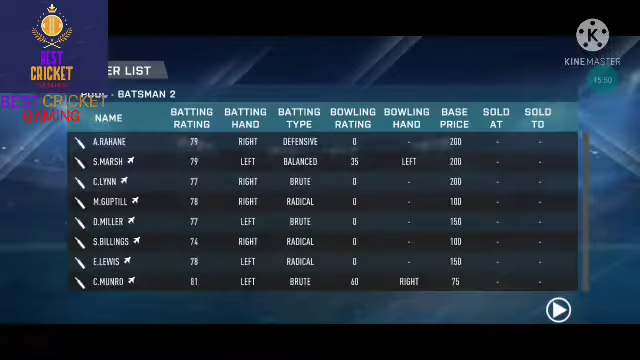 BEST
CRICKET
BEST CRICKET
GAMING
KINEMASTER
15:50
ER LIST
POOL - BATSMAN 2
NAME BATTING RATING BATTING HAND BATTING TYPE BOWLING RATING BOWLING HAND BASE PRICE SOLD AT SOLD TO
A.RAHANE 79 RIGHT DEFENSIVE 0 - 200 - -
S.MARSH 79 LEFT BALANCED 35 LEFT 200 - -
C.LYNN 77 RIGHT BRUTE 0 - 200 - -
M.GUPTILL 78 RIGHT RADICAL 0 - 100 - -
D.MILLER 77 LEFT BRUTE 0 - 150 - -
S.BILLINGS 74 RIGHT RADICAL 0 - 100 - -
E.LEWIS 78 LEFT RADICAL 0 - 150 - -
C.MUNRO 81 LEFT BRUTE 60 RIGHT 75 - -